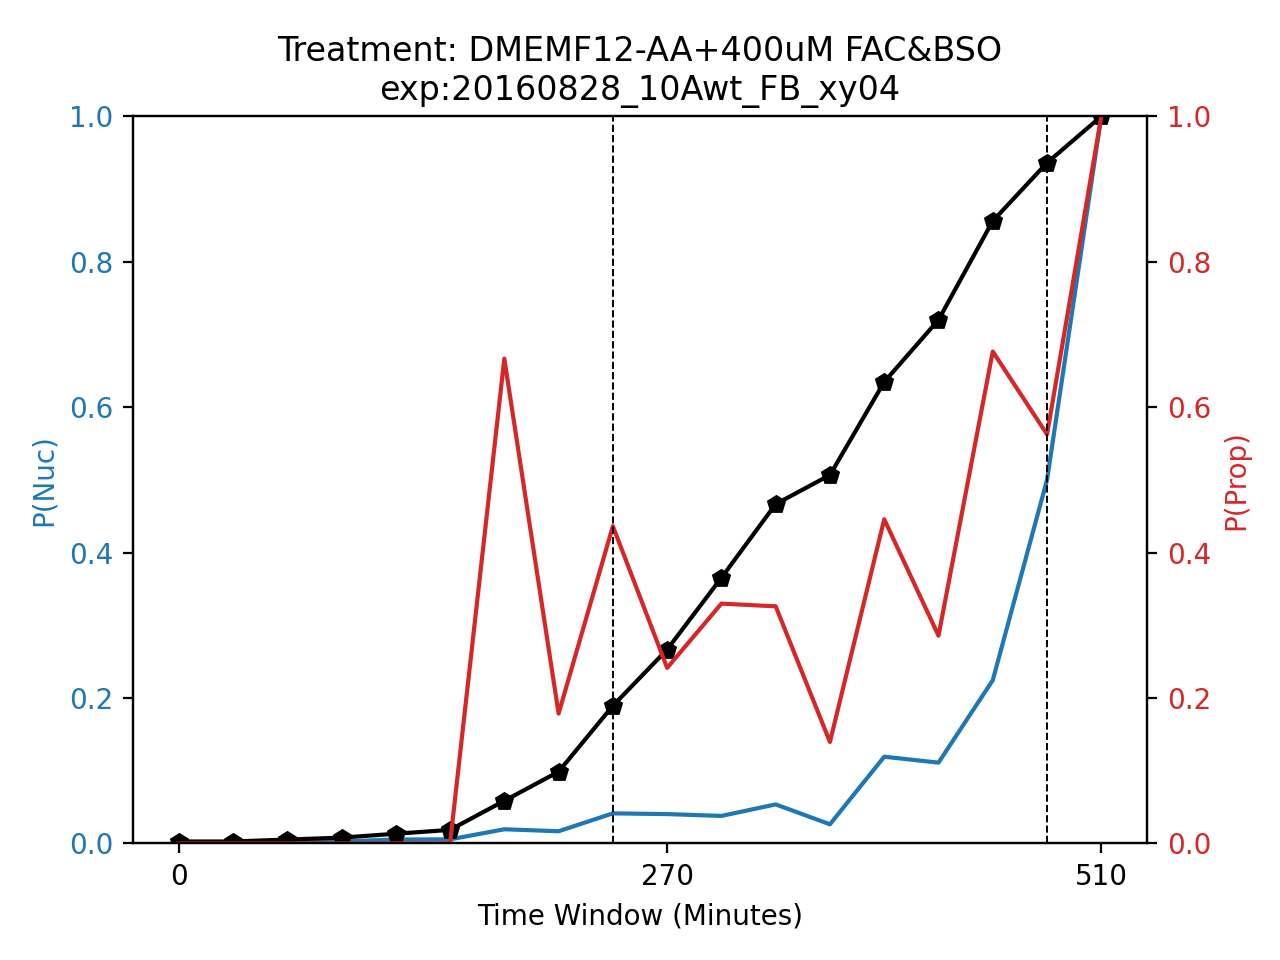 Treatment: DMEMF12-AA+400uM FAC&BSO
exp:20160828_10Awt_FB_xy04
1.0
0.8
0.6
0.4
0.2
0.0
P(Nuc)
1.0
0.8
0.6
0.4
0.2
0.0
P(Prop)
0 270 510
Time Window (Minutes)